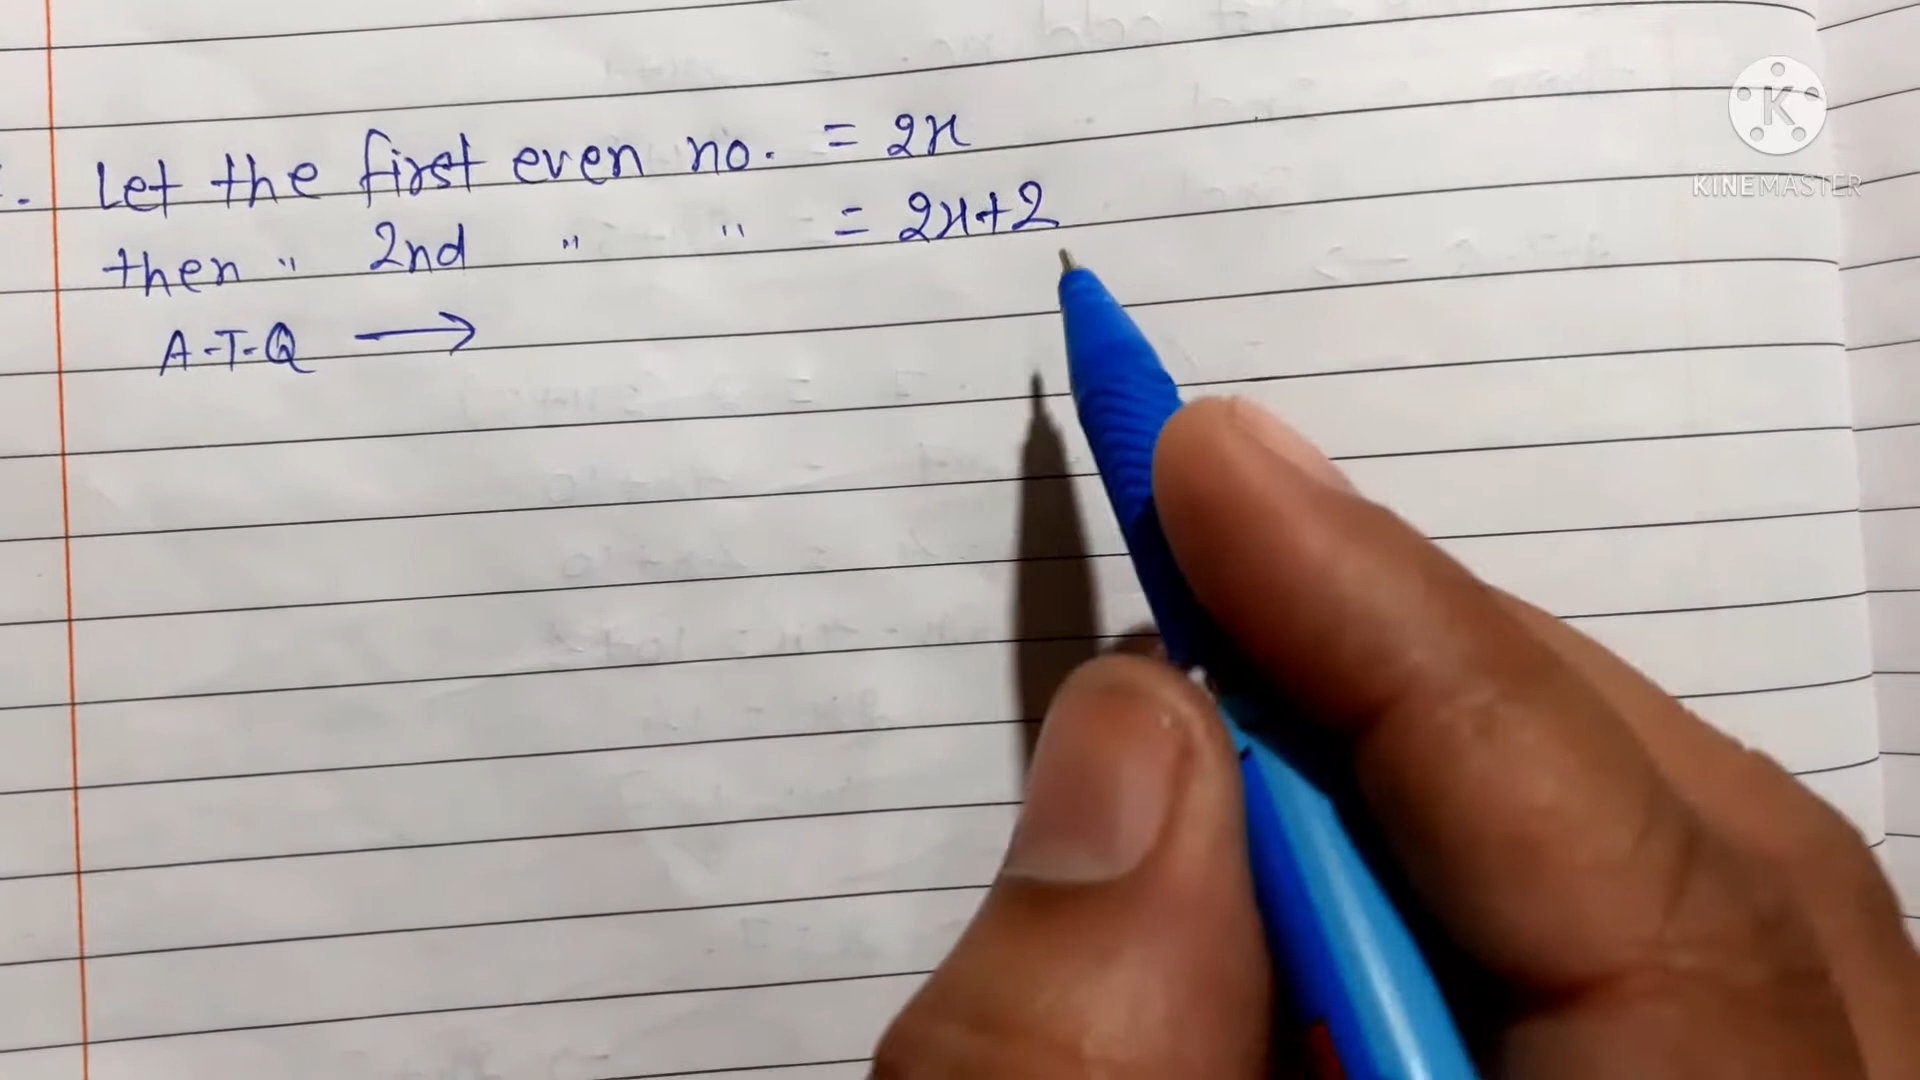 Let the first even no. = 2x
then " 2nd " " = 2x+2
A-T-Q →
K
KINEMASTER